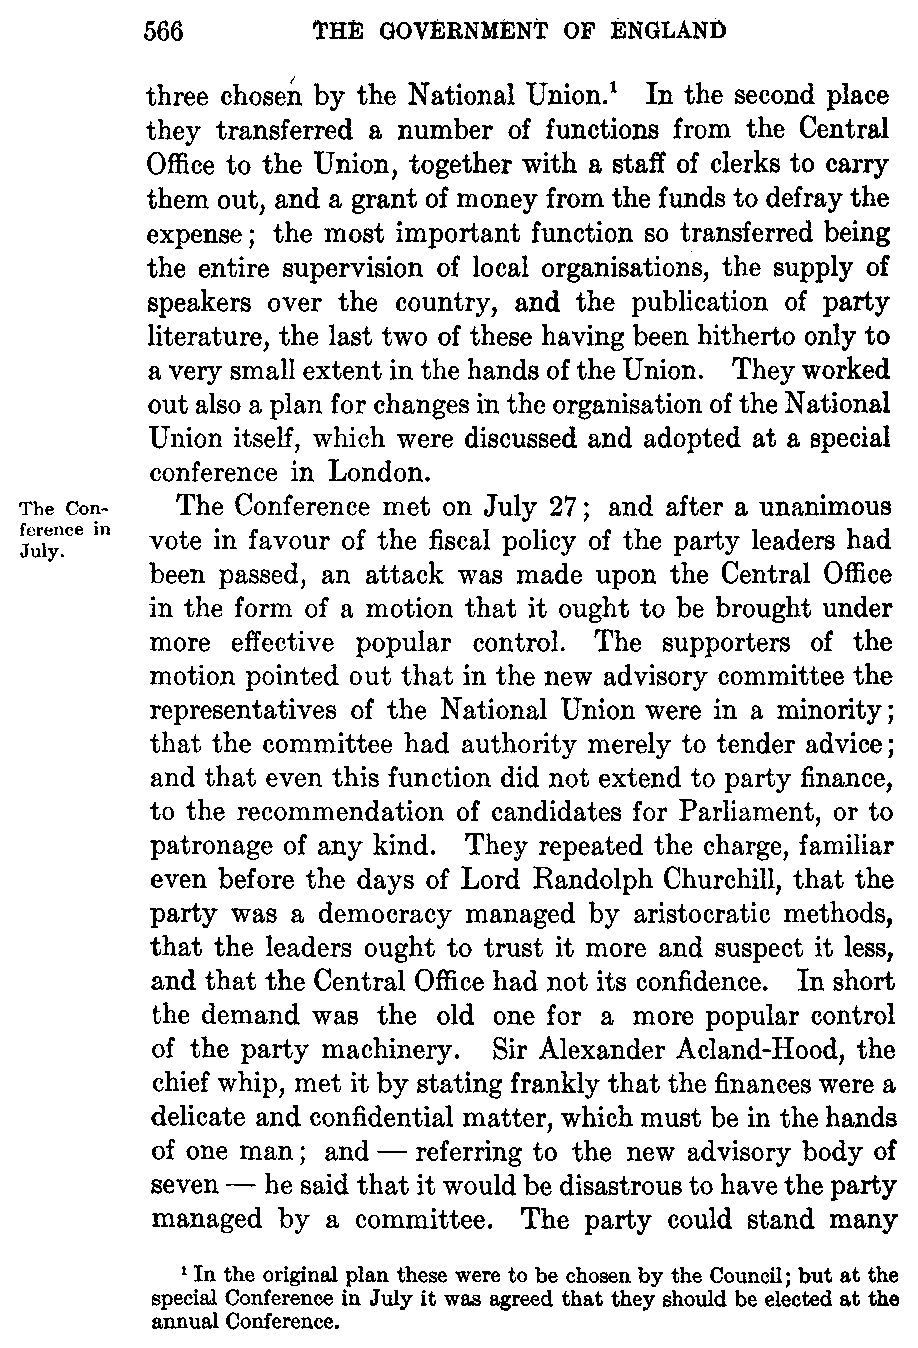 566 THE GOVERNMENT OF ENGLAND
three chosen by the National Union.¹ In the second place
they transferred a number of functions from the Central
Office to the Union, together with a staff of clerks to carry
them out, and a grant of money from the funds to defray the
expense; the most important function so transferred being
the entire supervision of local organisations, the supply of
speakers over the country, and the publication of party
literature, the last two of these having been hitherto only to
a very small extent in the hands of the Union. They worked
out also a plan for changes in the organisation of the National
Union itself, which were discussed and adopted at a special
conference in London.
The Con-
ference in
July.
The Conference met on July 27; and after a unanimous
vote in favour of the fiscal policy of the party leaders had
been passed, an attack was made upon the Central Office
in the form of a motion that it ought to be brought under
more effective popular control. The supporters of the
motion pointed out that in the new advisory committee the
representatives of the National Union were in a minority;
that the committee had authority merely to tender advice;
and that even this function did not extend to party finance,
to the recommendation of candidates for Parliament, or to
patronage of any kind. They repeated the charge, familiar
even before the days of Lord Randolph Churchill, that the
party was a democracy managed by aristocratic methods,
that the leaders ought to trust it more and suspect it less,
and that the Central Office had not its confidence. In short
the demand was the old one for a more popular control
of the party machinery. Sir Alexander Acland-Hood, the
chief whip, met it by stating frankly that the finances were a
delicate and confidential matter, which must be in the hands
of one man; and — referring to the new advisory body of
seven — he said that it would be disastrous to have the party
managed by a committee. The party could stand many
¹ In the original plan these were to be chosen by the Council; but at the
special Conference in July it was agreed that they should be elected at the
annual Conference.